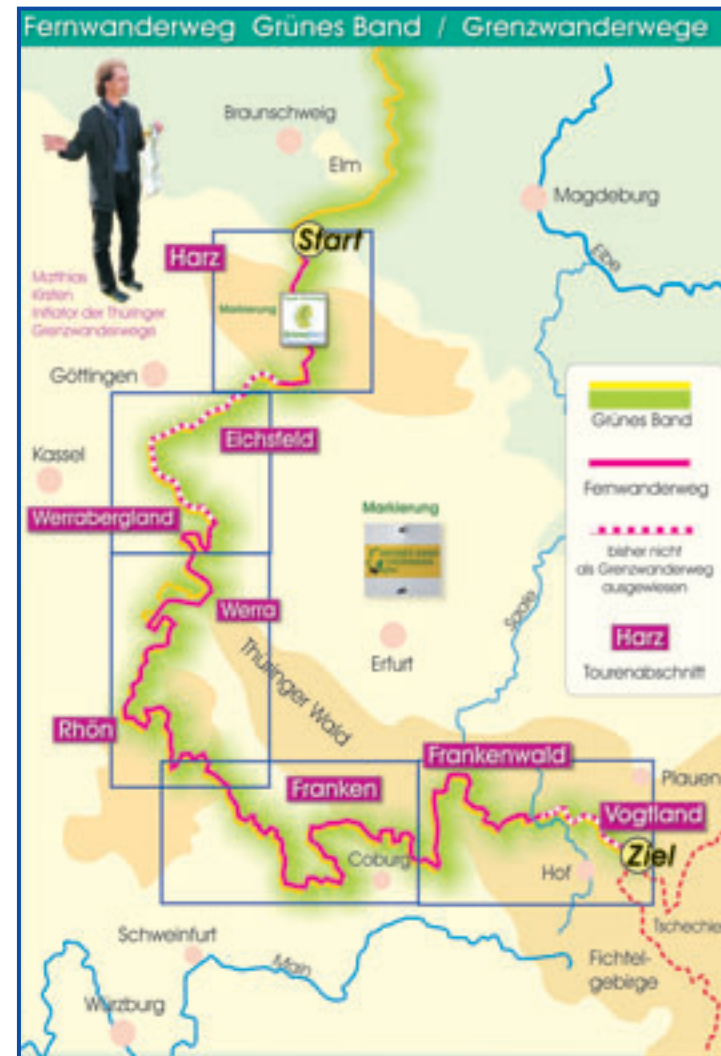 Fernwanderweg Grünes Band / Grenzwanderwege
Braunschweig
Elm
Magdeburg
Elbe
Start
Harz
Matthias
Kirsten
Initiator der Thüringer
Grenzwanderwege
Markierung
Göttingen
Eichsfeld
Kassel
Werrabergland
Markierung
Grünes Band
Fernwanderweg
bisher nicht
als Grenzwanderweg
ausgewiesen
Harz
Tourenabschnitt
Werra
Erfurt
Saale
Thüringer Wald
Rhön
Franken
Frankenwald
Plauen
Vogtland
Coburg
Hof
Ziel
Tschechien
Schweinfurt
Main
Fichtel-
gebirge
Würzburg